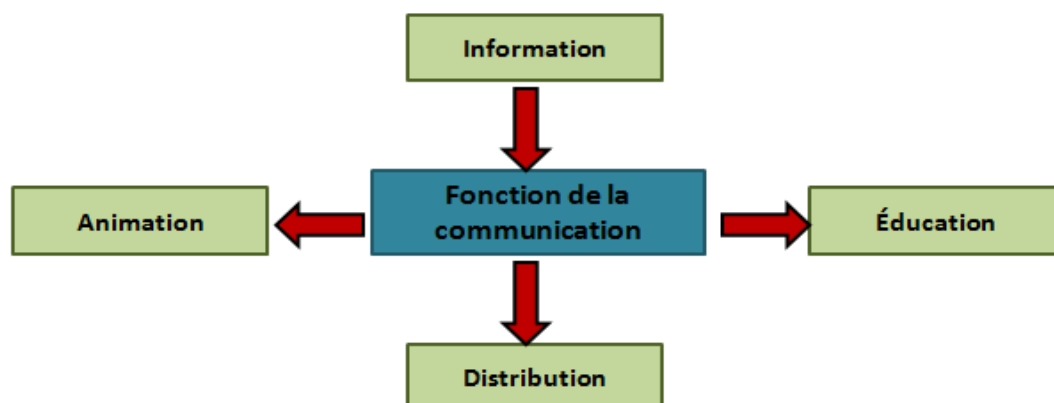 Information
Animation
Fonction de la
communication
Éducation
Distribution